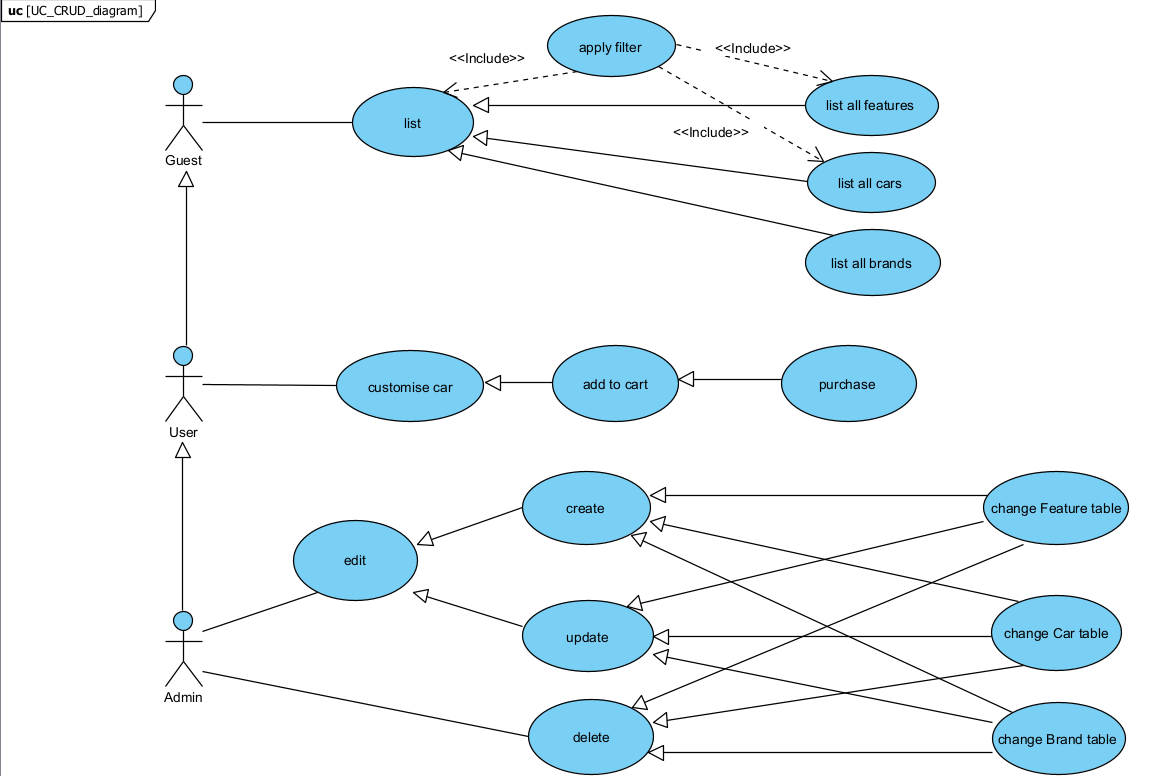 uc [UC_CRUD_diagram]
apply filter
<<Include>>
<<Include>>
list all features
list
<<Include>>
Guest
list all cars
list all brands
customise car
add to cart
purchase
User
create
change Feature table
edit
update
change Car table
Admin
delete
change Brand table